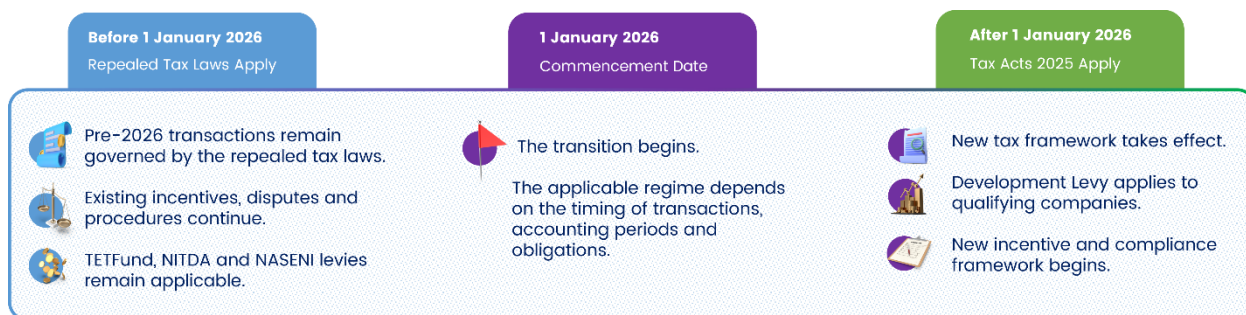 Before 1 January 2026
Repealed Tax Laws Apply
Pre-2026 transactions remain
governed by the repealed tax laws.
Existing incentives, disputes and
procedures continue.
TETFund, NITDA and NASENI levies
remain applicable.
1 January 2026
Commencement Date
The transition begins.
The applicable regime depends
on the timing of transactions,
accounting periods and
obligations.
After 1 January 2026
Tax Acts 2025 Apply
New tax framework takes effect.
Development Levy applies to
qualifying companies.
New incentive and compliance
framework begins.